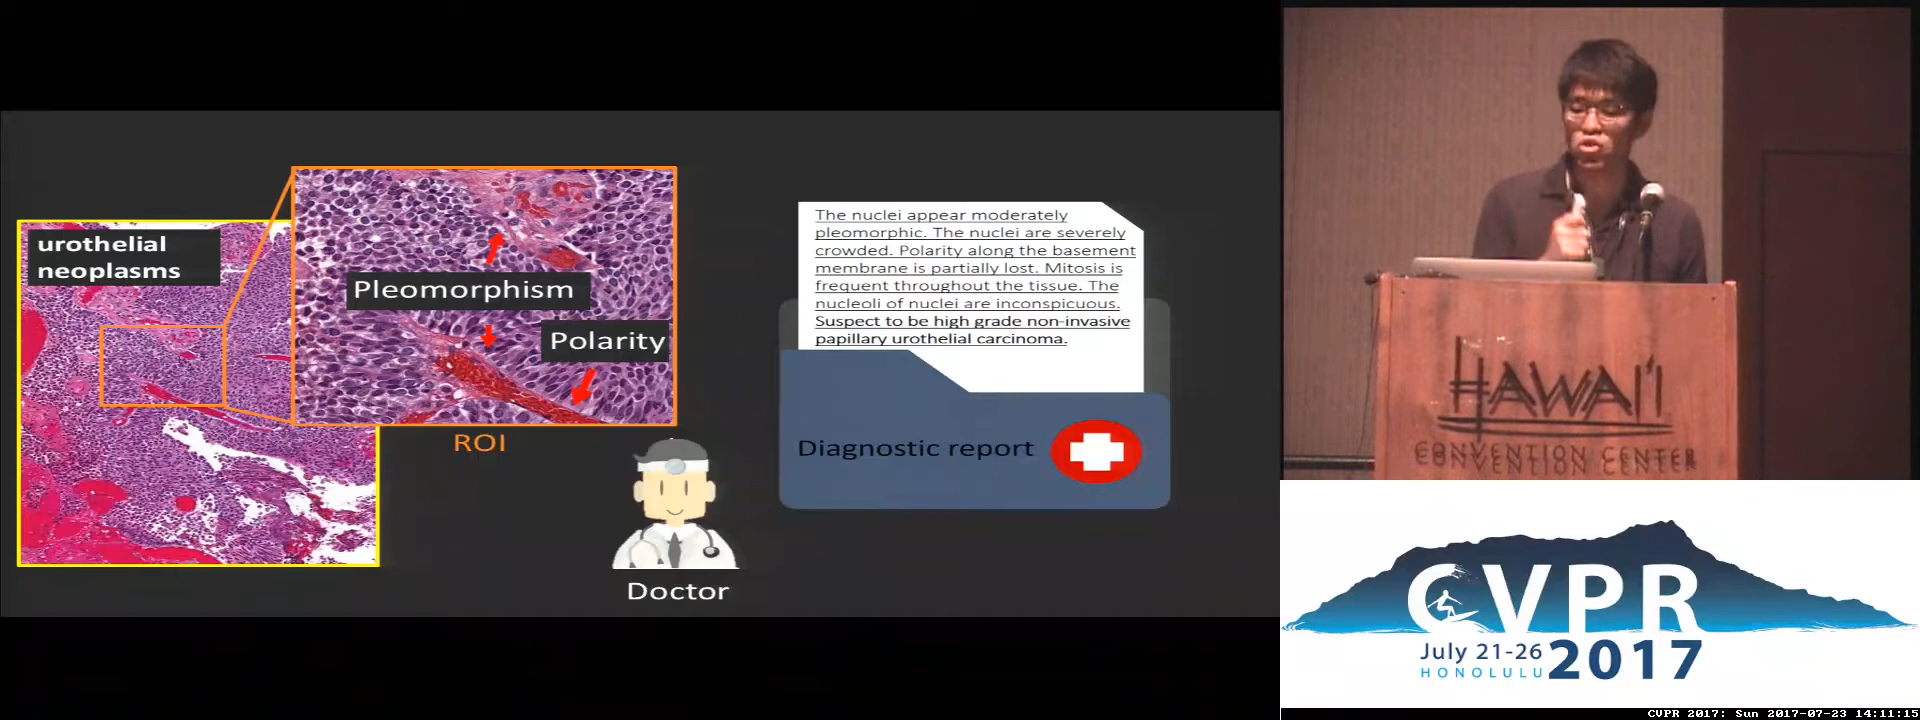 urothelial
neoplasms
Pleomorphism
Polarity
ROI
Doctor
The nuclei appear moderately
pleomorphic. The nuclei are severely
crowded. Polarity along the basement
membrane is partially lost. Mitosis is
frequent throughout the tissue. The
nucleoli of nuclei are inconspicuous.
Suspect to be high grade non-invasive
papillary urothelial carcinoma.
Diagnostic report
HAWAI'I
CONVENTION CENTER
CVPR
July 21-26
HONOLULU
2017
CVPR 2017: Sun 2017-07-23 14:11:15